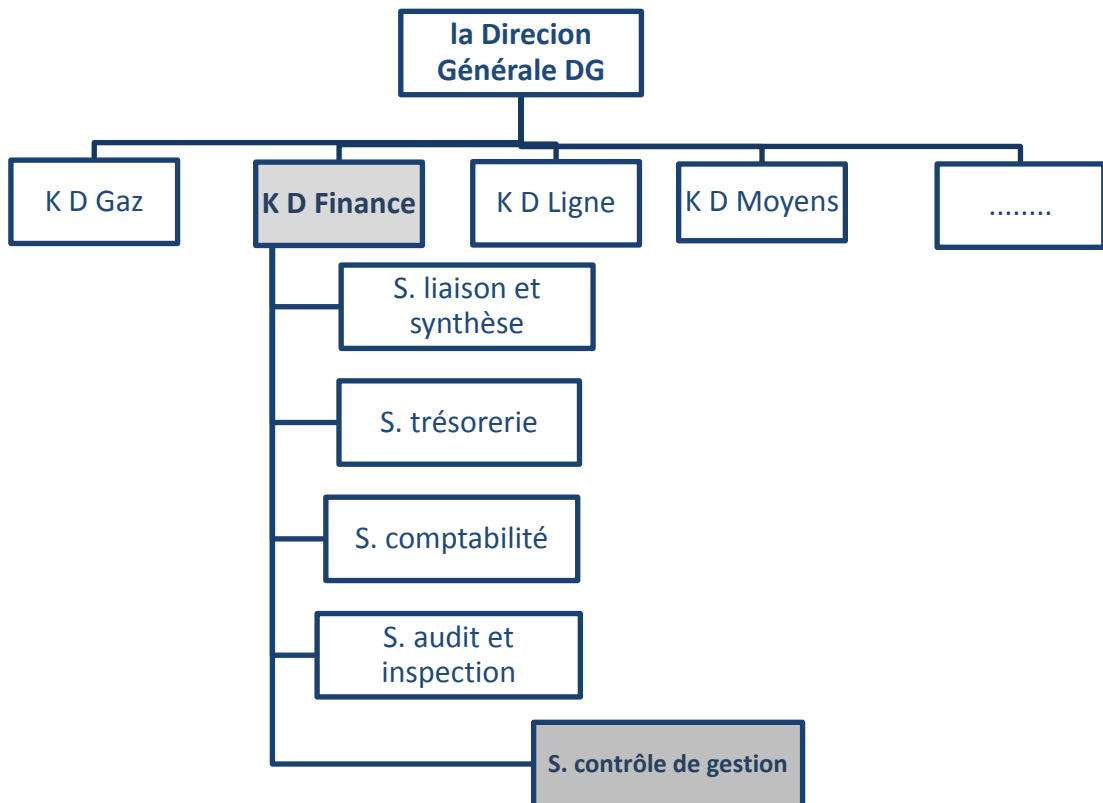 la Direcion
Générale DG
K D Gaz
K D Finance
K D Ligne
K D Moyens
........
S. liaison et
synthèse
S. trésorerie
S. comptabilité
S. audit et
inspection
S. contrôle de gestion